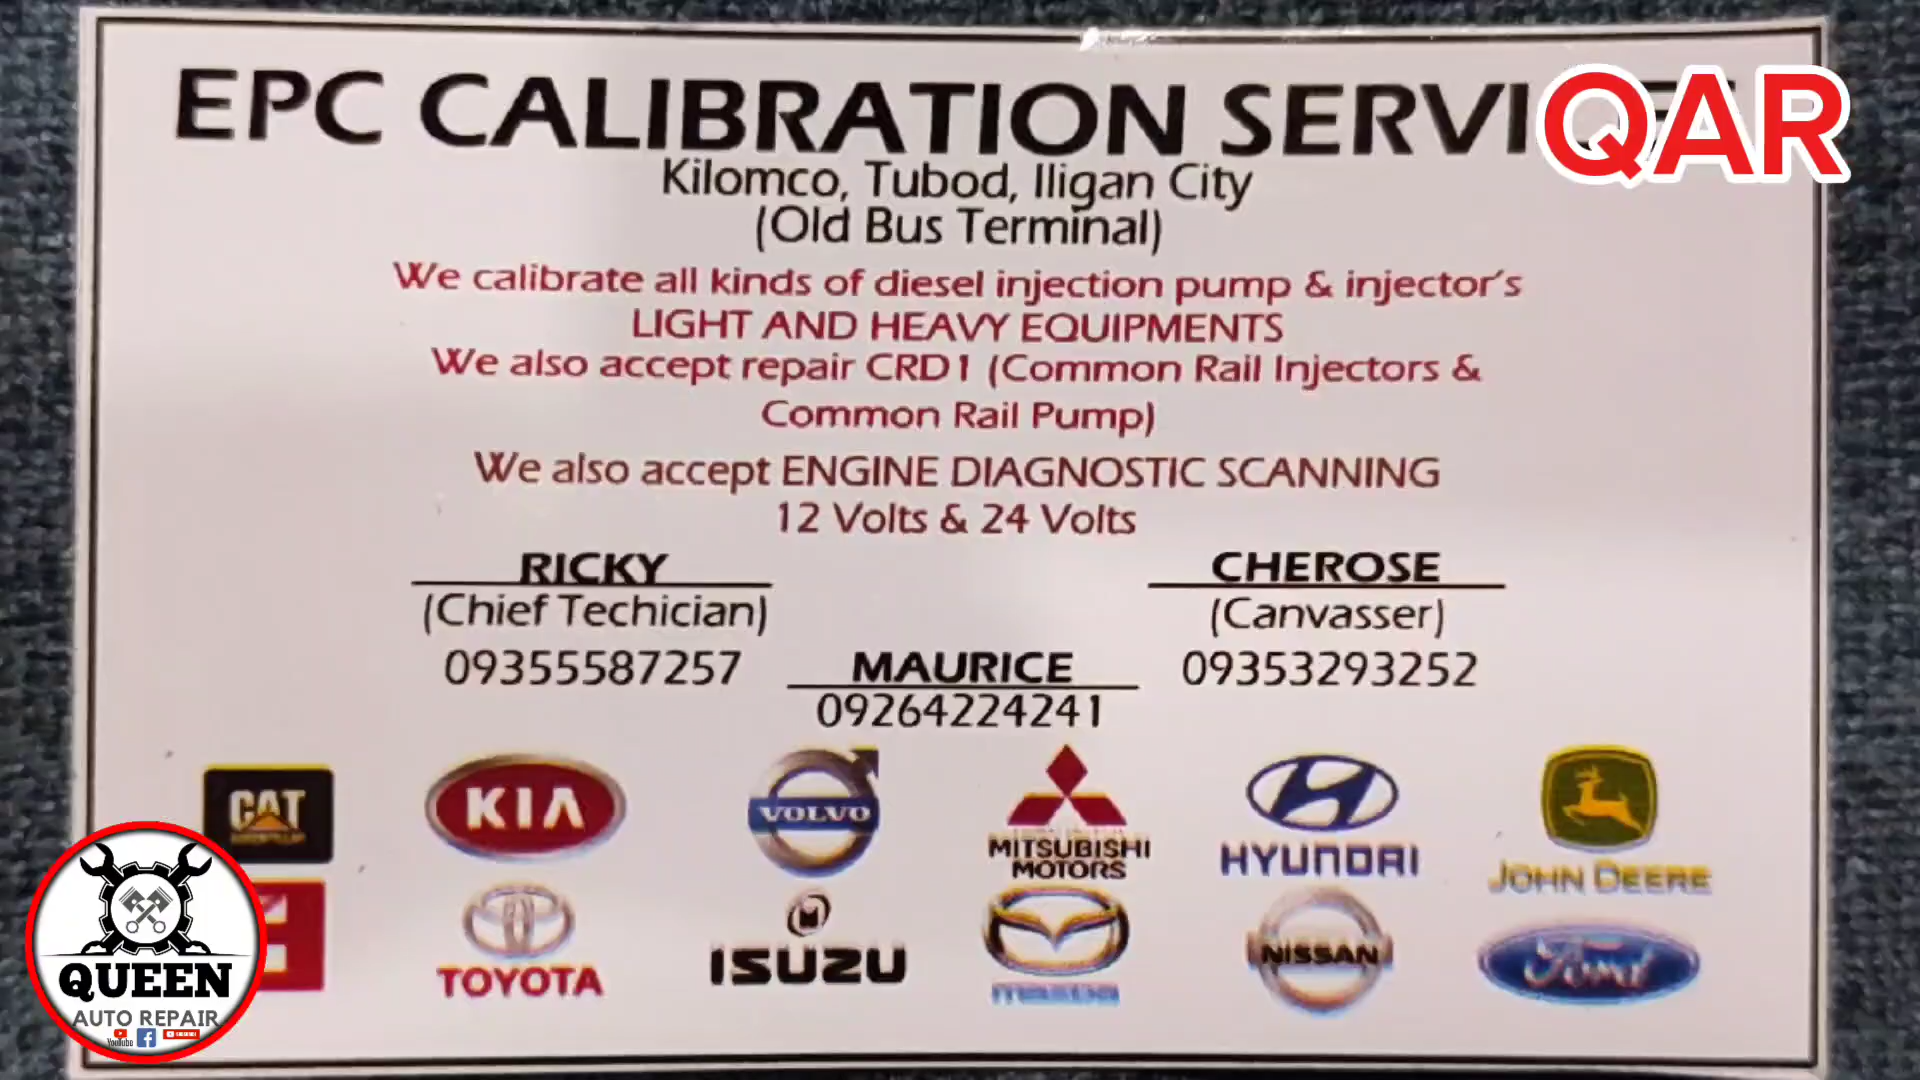 EPC CALIBRATION SERVI
QAR
Kilomco, Tubod, Iligan City
(Old Bus Terminal)
We calibrate all kinds of diesel injection pump & injector's
LIGHT AND HEAVY EQUIPMENTS
We also accept repair CRD1 (Common Rail Injectors &
Common Rail Pump)
We also accept ENGINE DIAGNOSTIC SCANNING
12 Volts & 24 Volts
RICKY
(Chief Techician)
09355587257
MAURICE
09264224241
CHEROSE
(Canvasser)
09353293252
CAT
KIA
VOLVO
MITSUBISHI
MOTORS
HYUNDAI
JOHN DEERE
TOYOTA
ISUZU
mazda
NISSAN
Ford
QUEEN
AUTO REPAIR
YouTube